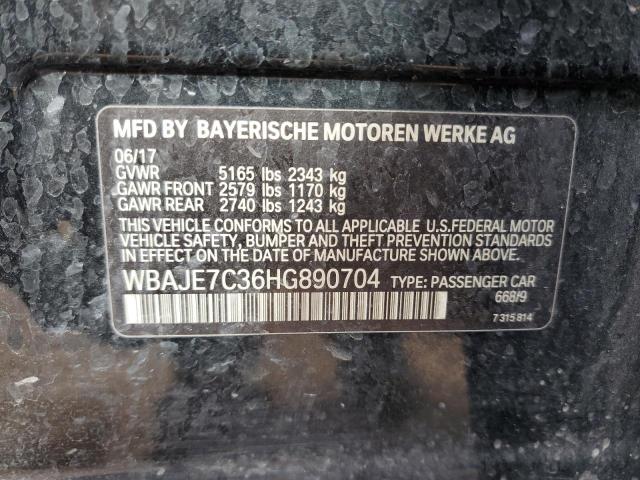 MFD BY BAYERISCHE MOTOREN WERKE AG
06/17
GVWR 5165 lbs 2343 kg
GAWR FRONT 2579 lbs 1170 kg
GAWR REAR 2740 lbs 1243 kg
THIS VEHICLE CONFORMS TO ALL APPLICABLE U.S.FEDERAL MOTOR
VEHICLE SAFETY, BUMPER, AND THEFT PREVENTION STANDARDS
IN EFFECT ON THE DATE OF MANUFACTURE SHOWN ABOVE.
WBAJE7C36HG890704 TYPE: PASSENGER CAR
668/9
7 315 814